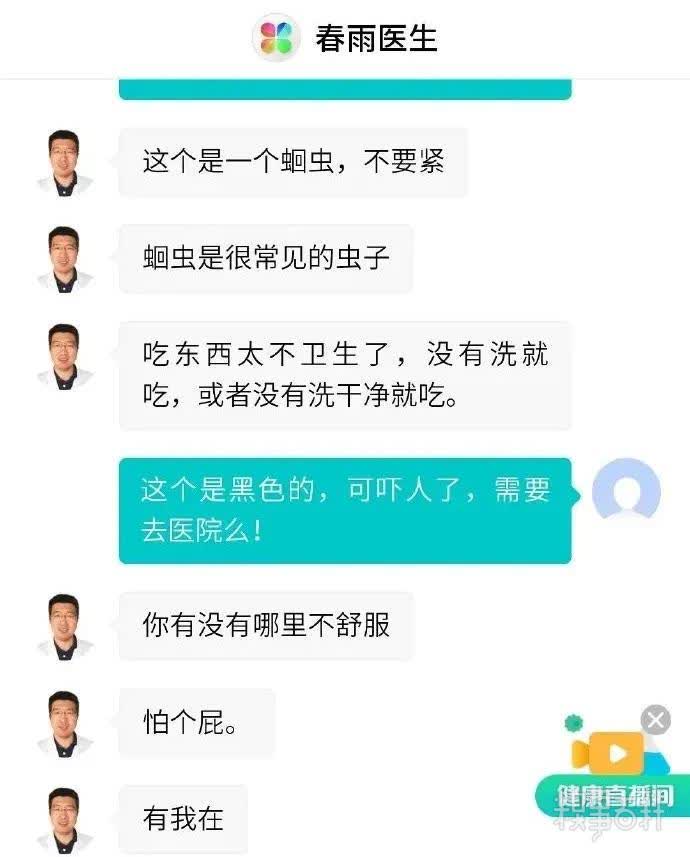 春雨医生
这个是一个蛔虫，不要紧
蛔虫是很常见的虫子
吃东西太不卫生了，没有洗就
吃，或者没有洗干净就吃。
这个是黑色的，可吓人了，需要
去医院么！
你有没有哪里不舒服
怕个屁。
有我在
健康直播间
糗事百科